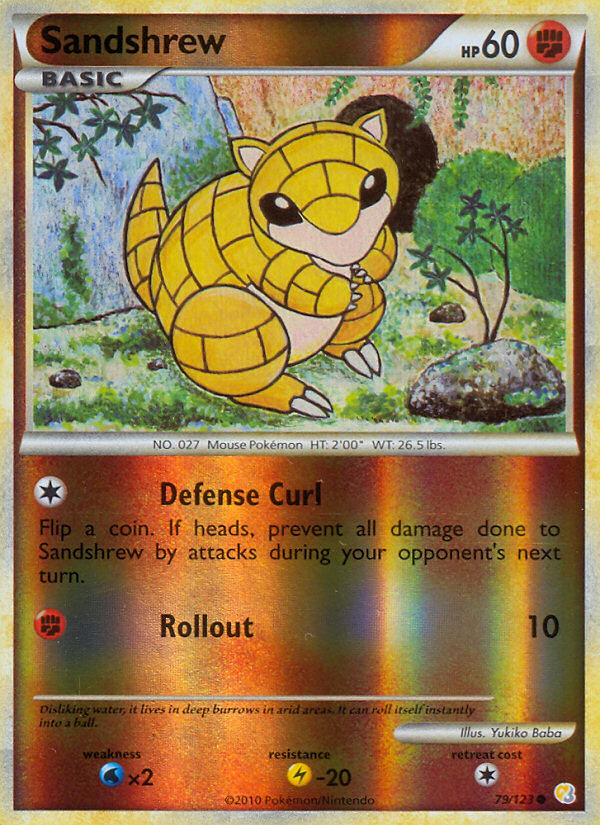 Sandshrew HP 60
BASIC
NO. 027 Mouse Pokémon HT: 2'00" WT: 26.5 lbs.
Defense Curl
Flip a coin. If heads, prevent all damage done to
Sandshrew by attacks during your opponent's next
turn.
Rollout 10
Disliking water, it lives in deep burrows in arid areas. It can roll itself instantly
into a ball.
Illus. Yukiko Baba
weakness resistance retreat cost
×2 -20
©2010 Pokémon/Nintendo 79/123